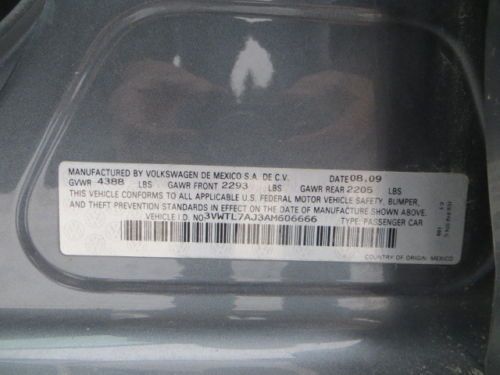 MANUFACTURED BY VOLKSWAGEN DE MEXICO S.A. DE C.V. DATE 08.09
GVWR 4388 LBS GAWR FRONT 2293 LBS GAWR REAR 2205 LBS
THIS VEHICLE CONFORMS TO ALL APPLICABLE U.S. FEDERAL MOTOR VEHICLE SAFETY, BUMPER,
AND THEFT PREVENTION STANDARDS IN EFFECT ON THE DATE OF MANUFACTURE SHOWN ABOVE.
VEHICLE I.D. NO 3VWTL7AJ3AM606666 TYPE: PASSENGER CAR
COUNTRY OF ORIGIN: MEXICO